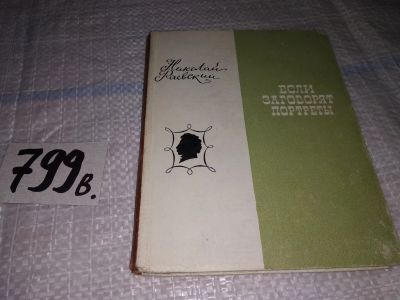 Николай
Раевский
ЕСЛИ
ЗАГОВОРЯТ
ПОРТРЕТЫ
799в.